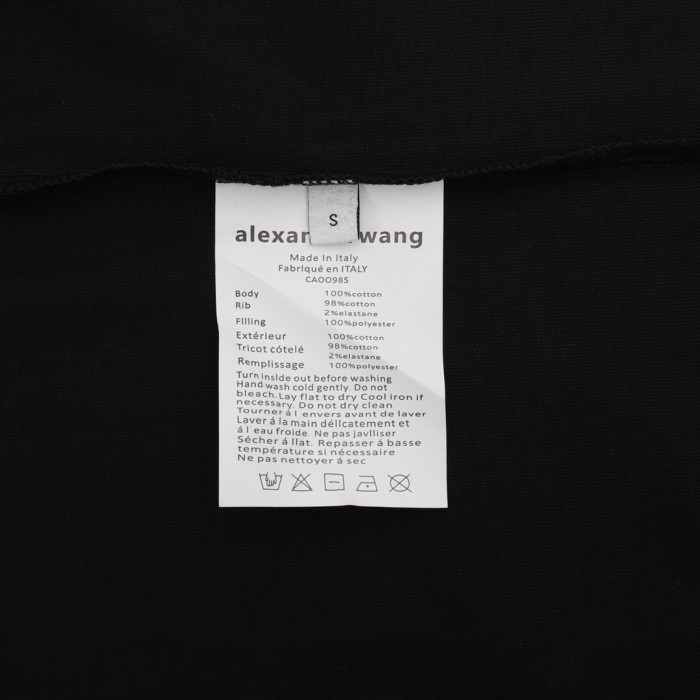 S
alexan wang
Made In Italy
Fabriqué en ITALY
CA00985
Body 100%cotton
Rib 98%cotton
2%elastane
Filling 100%polyester
Extérieur 100%cotton
Tricot côtelé 98%cotton
2%elastane
Remplissage 100%polyester
Turn inside out before washing
Hand wash cold gently. Do not
bleach.Lay flat to dry Cool iron if
necessary. Do not dry clean
Tourner á l envers avant de laver
Laver á la main délicatement et
á l eau froide. Ne pas javlliser
Sécher á llat. Repasser á basse
température si nécessaire
Ne pas nettoyer á sec